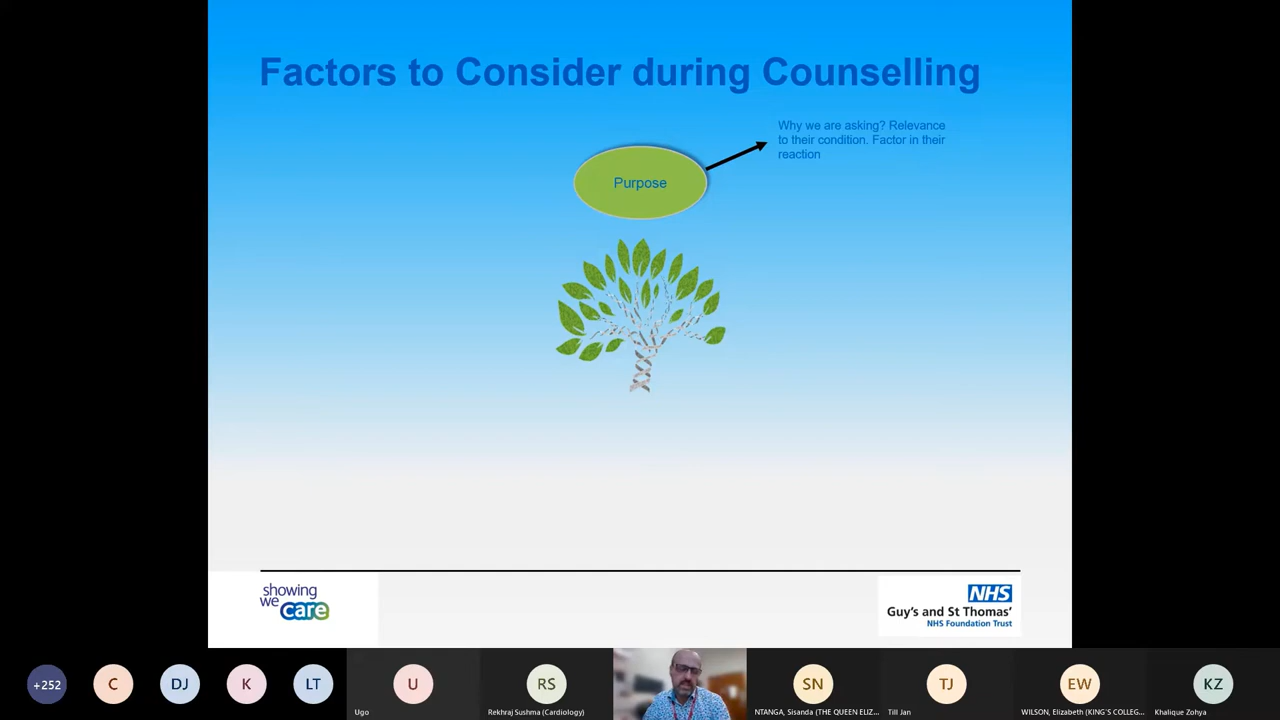 Factors to Consider during Counselling
Why we are asking? Relevance
to their condition. Factor in their
reaction
Purpose
showing
we care
NHS
Guy's and St Thomas'
NHS Foundation Trust
+252
C
DJ
K
LT
U
RS
SN
TJ
EW
KZ
Ugo
Rekhraj Sushma (Cardiology)
NTANGA, Sisanda (THE QUEEN ELIZ...
Till Jan
WILSON, Elizabeth (KING'S COLLEG...
Khalique Zohya